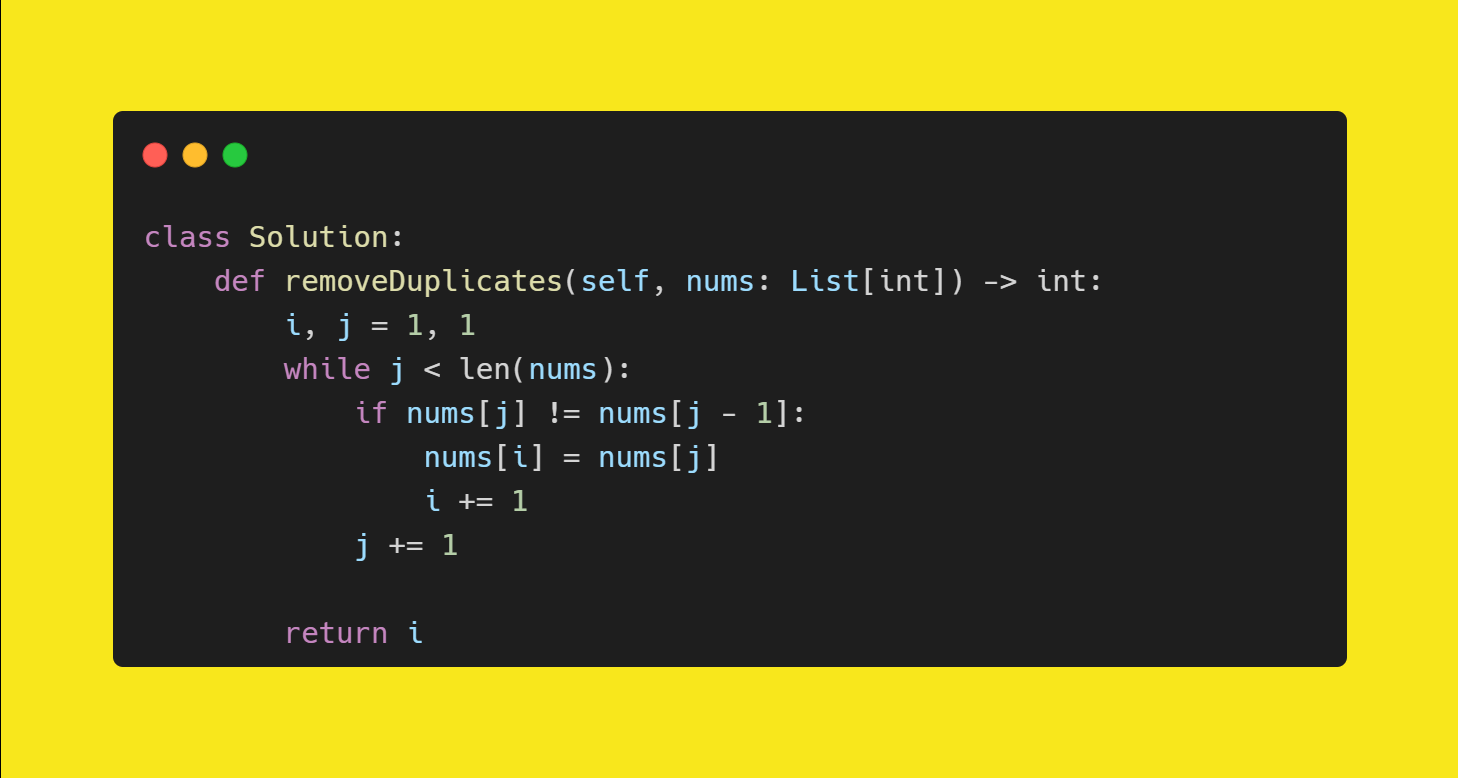 class Solution:
    def removeDuplicates(self, nums: List[int]) -> int:
        i, j = 1, 1
        while j < len(nums):
            if nums[j] != nums[j - 1]:
                nums[i] = nums[j]
                i += 1
            j += 1
        return i